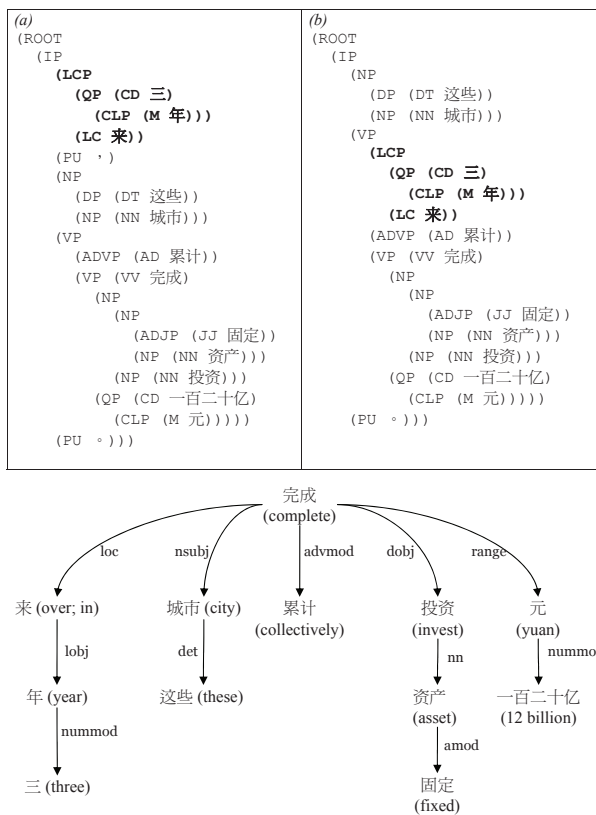 (a)
(ROOT
(IP
(LCP
(QP (CD 三)
(CLP (M 年)))
(LC 来))
(PU ,)
(NP
(DP (DT 这些))
(NP (NN 城市)))
(VP
(ADVP (AD 累计))
(VP (VV 完成)
(NP
(NP
(ADJP (JJ 固定))
(NP (NN 资产)))
(NP (NN 投资)))
(QP (CD 一百二十亿)
(CLP (M 元)))))
(PU 。)))
(b)
(ROOT
(IP
(NP
(DP (DT 这些))
(NP (NN 城市)))
(VP
(LCP
(QP (CD 三)
(CLP (M 年)))
(LC 来))
(ADVP (AD 累计))
(VP (VV 完成)
(NP
(NP
(ADJP (JJ 固定))
(NP (NN 资产)))
(NP (NN 投资)))
(QP (CD 一百二十亿)
(CLP (M 元)))))
(PU 。)))
完成
(complete)
loc nsubj advmod dobj range
来 (over; in) 城市 (city) 累计 投资 元
(collectively) (invest) (yuan)
lobj det nn nummo
年 (year) 这些 (these) 资产 一百二十亿
(asset) (12 billion)
nummod amod
三 (three) 固定
(fixed)